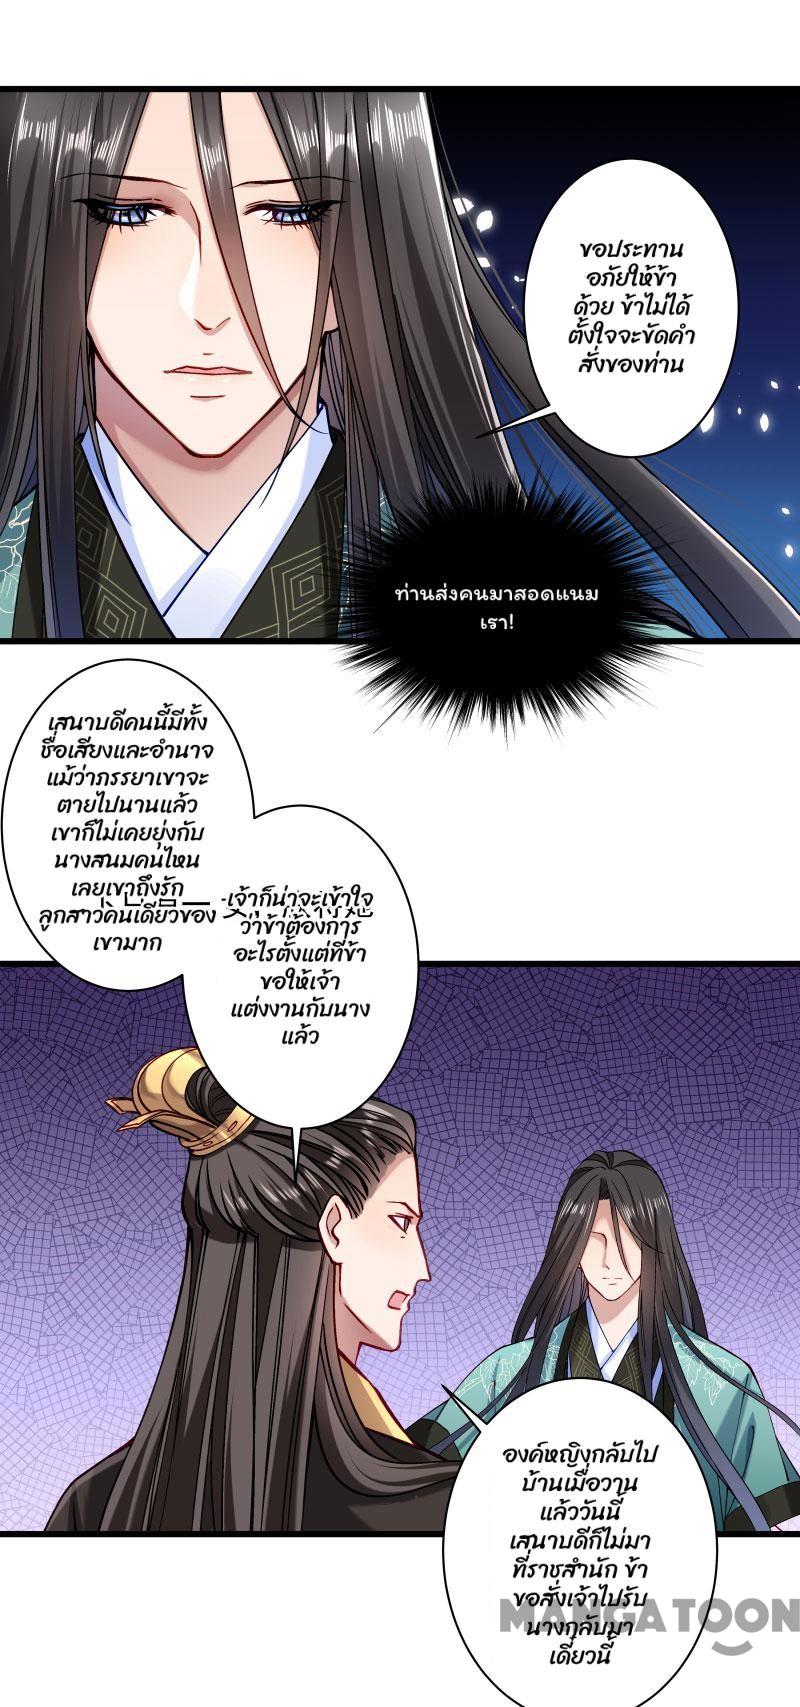 ขอประทาน
อภัยให้ข้า
ด้วย ข้าไม่ได้
ตั้งใจจะขัดคำ
สั่งของท่าน
ท่านส่งคนมาสอดแนม
เรา!
เสนาบดีคนนี้มีทั้ง
ชื่อเสียงและอำนาจ
แม้ว่าภรรยาเขาจะ
ตายไปนานแล้ว
เขาก็ไม่เคยยุ่งกับ
นางสนมคนไหน
เลยเขาถึงรัก
ลูกสาวคนเดียวของ
เขามาก
เจ้าก็น่าจะเข้าใจ
ว่าข้าต้องการ
อะไรตั้งแต่ที่ข้า
ขอให้เจ้า
แต่งงานกับนาง
แล้ว
องค์หญิงกลับไป
บ้านเมื่อวาน
แล้ววันนี้
เสนาบดีก็ไม่มา
ที่ราชสำนัก ข้า
ขอสั่งเจ้าไปรับ
นางกลับมา
เดี๋ยวนี้
MANGATOON